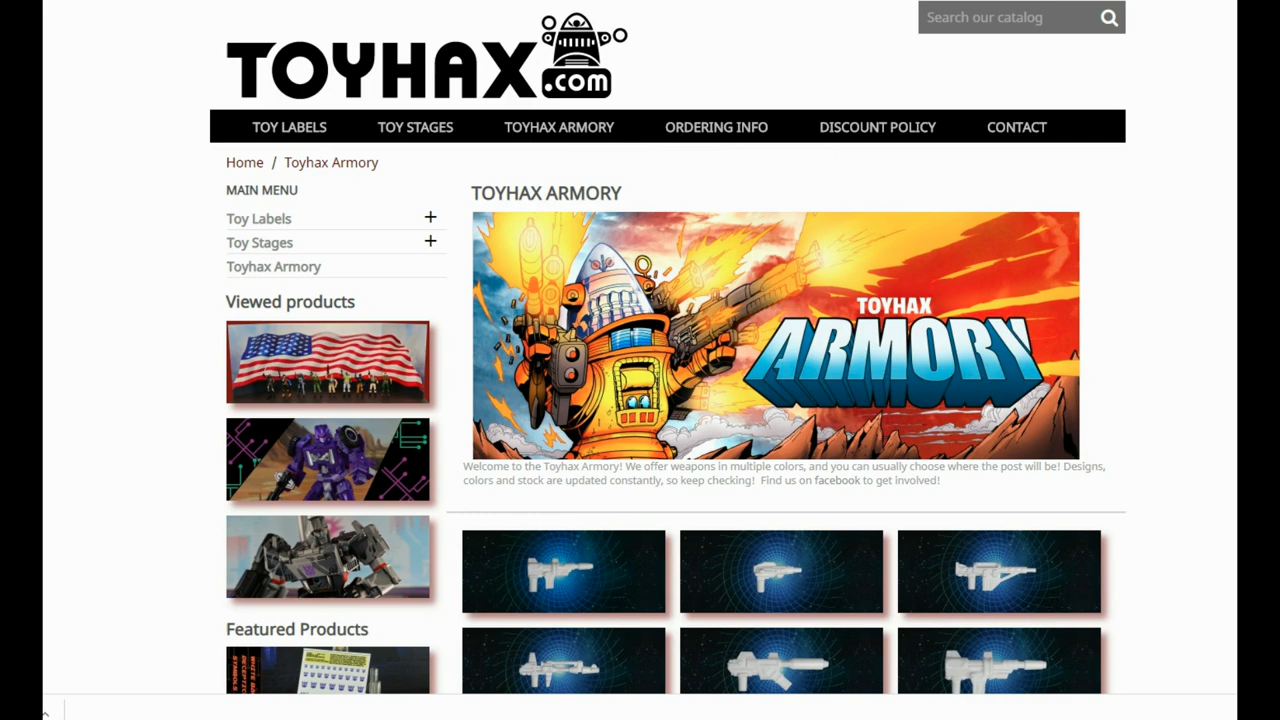 Search our catalog
TOYHAX.com
TOY LABELS
TOY STAGES
TOYHAX ARMORY
ORDERING INFO
DISCOUNT POLICY
CONTACT
Home / Toyhax Armory
MAIN MENU
Toy Labels +
Toy Stages +
Toyhax Armory
Viewed products
Featured Products
TOYHAX ARMORY
TOYHAX
ARMORY
Welcome to the Toyhax Armory! We offer weapons in multiple colors, and you can usually choose where the post will be! Designs,
colors and stock are updated constantly, so keep checking! Find us on facebook to get involved!